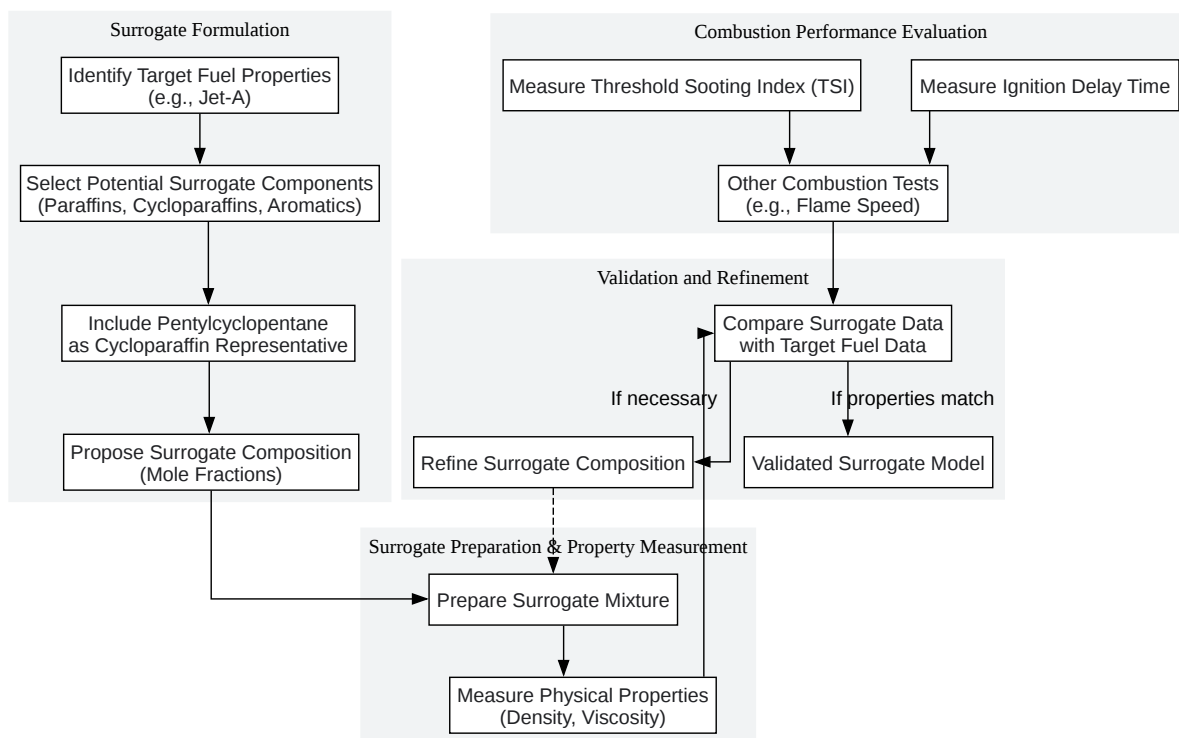 Surrogate Formulation
Identify Target Fuel Properties
(e.g., Jet-A)
Select Potential Surrogate Components
(Paraffins, Cycloparaffins, Aromatics)
Include Pentylcyclopentane
as Cycloparaffin Representative
Propose Surrogate Composition
(Mole Fractions)
Combustion Performance Evaluation
Measure Threshold Sooting Index (TSI)
Measure Ignition Delay Time
Other Combustion Tests
(e.g., Flame Speed)
Validation and Refinement
Compare Surrogate Data
with Target Fuel Data
If necessary
If properties match
Refine Surrogate Composition
Validated Surrogate Model
Surrogate Preparation & Property Measurement
Prepare Surrogate Mixture
Measure Physical Properties
(Density, Viscosity)